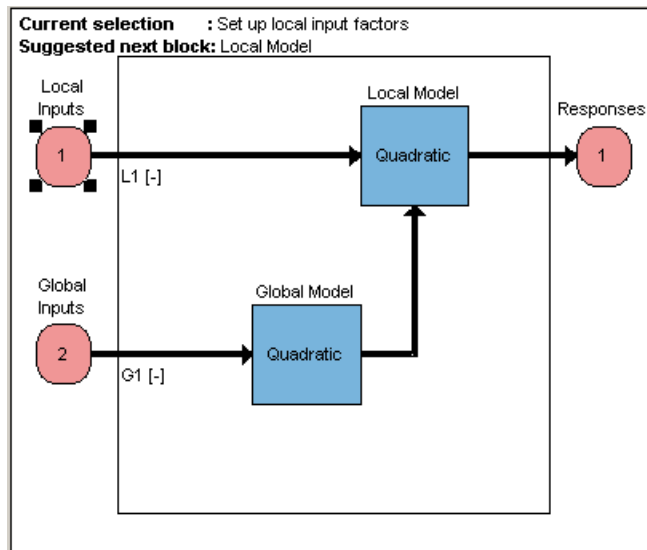 Current selection : Set up local input factors
Suggested next block: Local Model
Local
Inputs
1
L1 [-]
Local Model
Quadratic
Responses
1
Global
Inputs
2
G1 [-]
Global Model
Quadratic